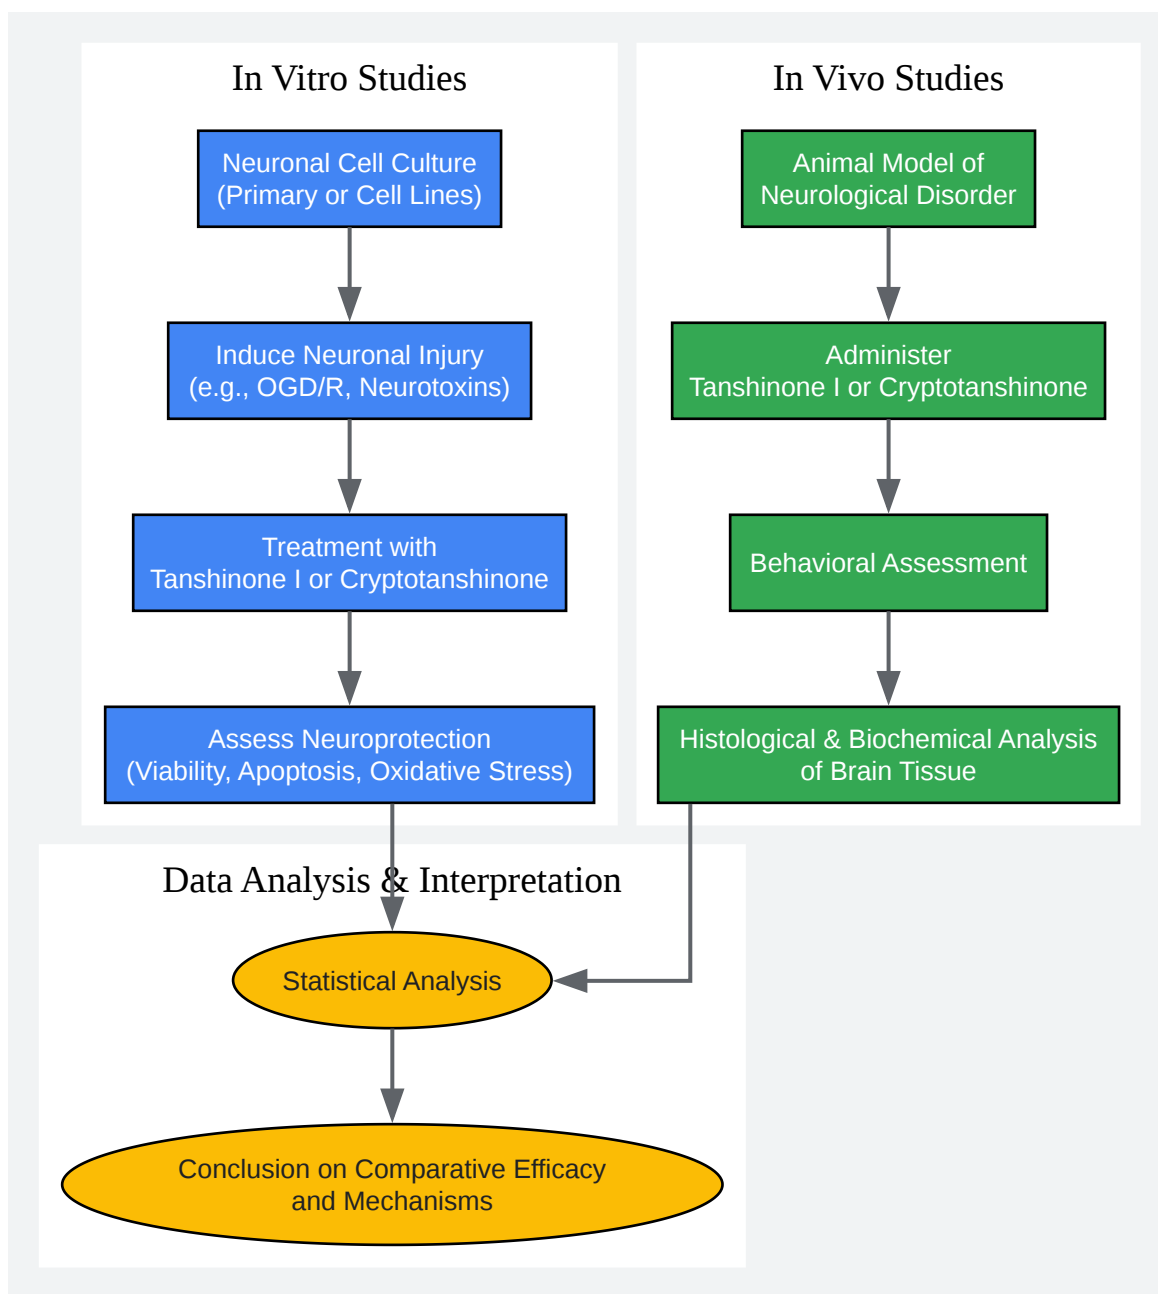 In Vitro Studies
Neuronal Cell Culture
(Primary or Cell Lines)
Induce Neuronal Injury
(e.g., OGD/R, Neurotoxins)
Treatment with
Tanshinone I or Cryptotanshinone
Assess Neuroprotection
(Viability, Apoptosis, Oxidative Stress)
In Vivo Studies
Animal Model of
Neurological Disorder
Administer
Tanshinone I or Cryptotanshinone
Behavioral Assessment
Histological & Biochemical Analysis
of Brain Tissue
Data Analysis & Interpretation
Statistical Analysis
Conclusion on Comparative Efficacy
and Mechanisms